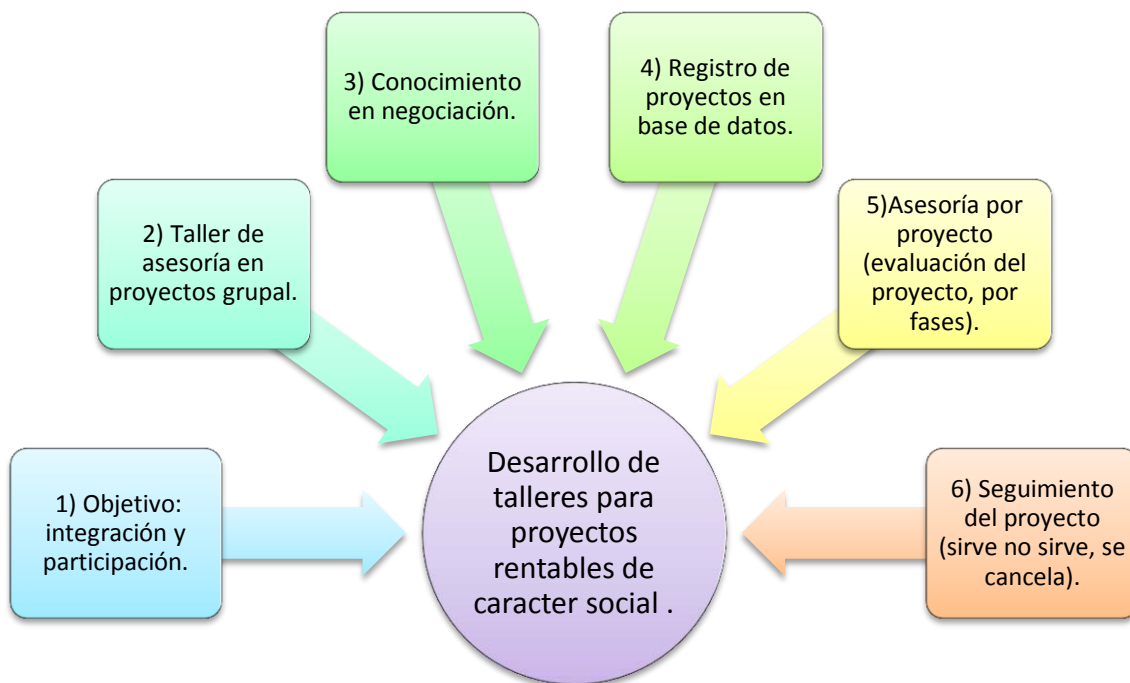 1) Objetivo:
integración y
participación.
2) Taller de
asesoría en
proyectos grupal.
3) Conocimiento
en negociación.
4) Registro de
proyectos en
base de datos.
5)Asesoría por
proyecto
(evaluación del
proyecto, por
fases).
6) Seguimiento
del proyecto
(sirve no sirve, se
cancela).
Desarrollo de
talleres para
proyectos
rentables de
caracter social .